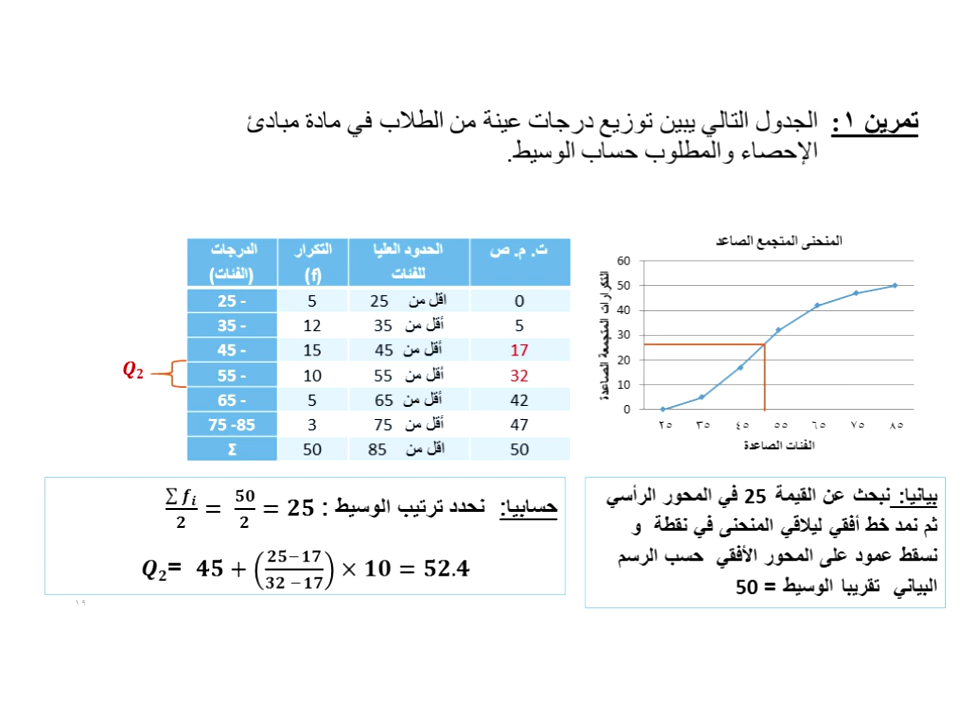 تمرين ١: الجدول التالي يبين توزيع درجات عينة من الطلاب في مادة مبادئ
الإحصاء والمطلوب حساب الوسيط.
الدرجات (الفئات) | التكرار (f) | الحدود العليا للفئات | ت. م. ص
25 - | 5 | اقل من 25 | 0
35 - | 12 | أقل من 35 | 5
45 - | 15 | أقل من 45 | 17
55 - | 10 | أقل من 55 | 32
65 - | 5 | أقل من 65 | 42
75 -85 | 3 | أقل من 75 | 47
Σ | 50 | اقل من 85 | 50
Q₂
المنحنى المتجمع الصاعد
التكرارات المتجمعة الصاعدة
60
50
40
30
20
10
0
٢٥ ٣٥ ٤٥ ٥٥ ٦٥ ٧٥ ٨٥
الفئات الصاعدة
بيانيا: نبحث عن القيمة 25 في المحور الرأسي
ثم نمد خط أفقي ليلاقي المنحنى في نقطة و
نسقط عمود على المحور الأفقي حسب الرسم
البياني تقريبا الوسيط = 50
حسابيا: نحدد ترتيب الوسيط : ∑ fᵢ / 2 = 50 / 2 = 25
Q₂= 45 + (25−17 / 32 −17) × 10 = 52.4
١٩